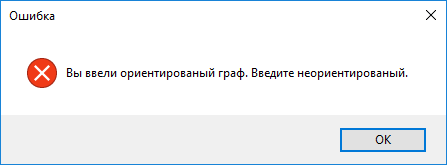 Ошибка
Вы ввели ориентированый граф. Введите неориентированый.
OK